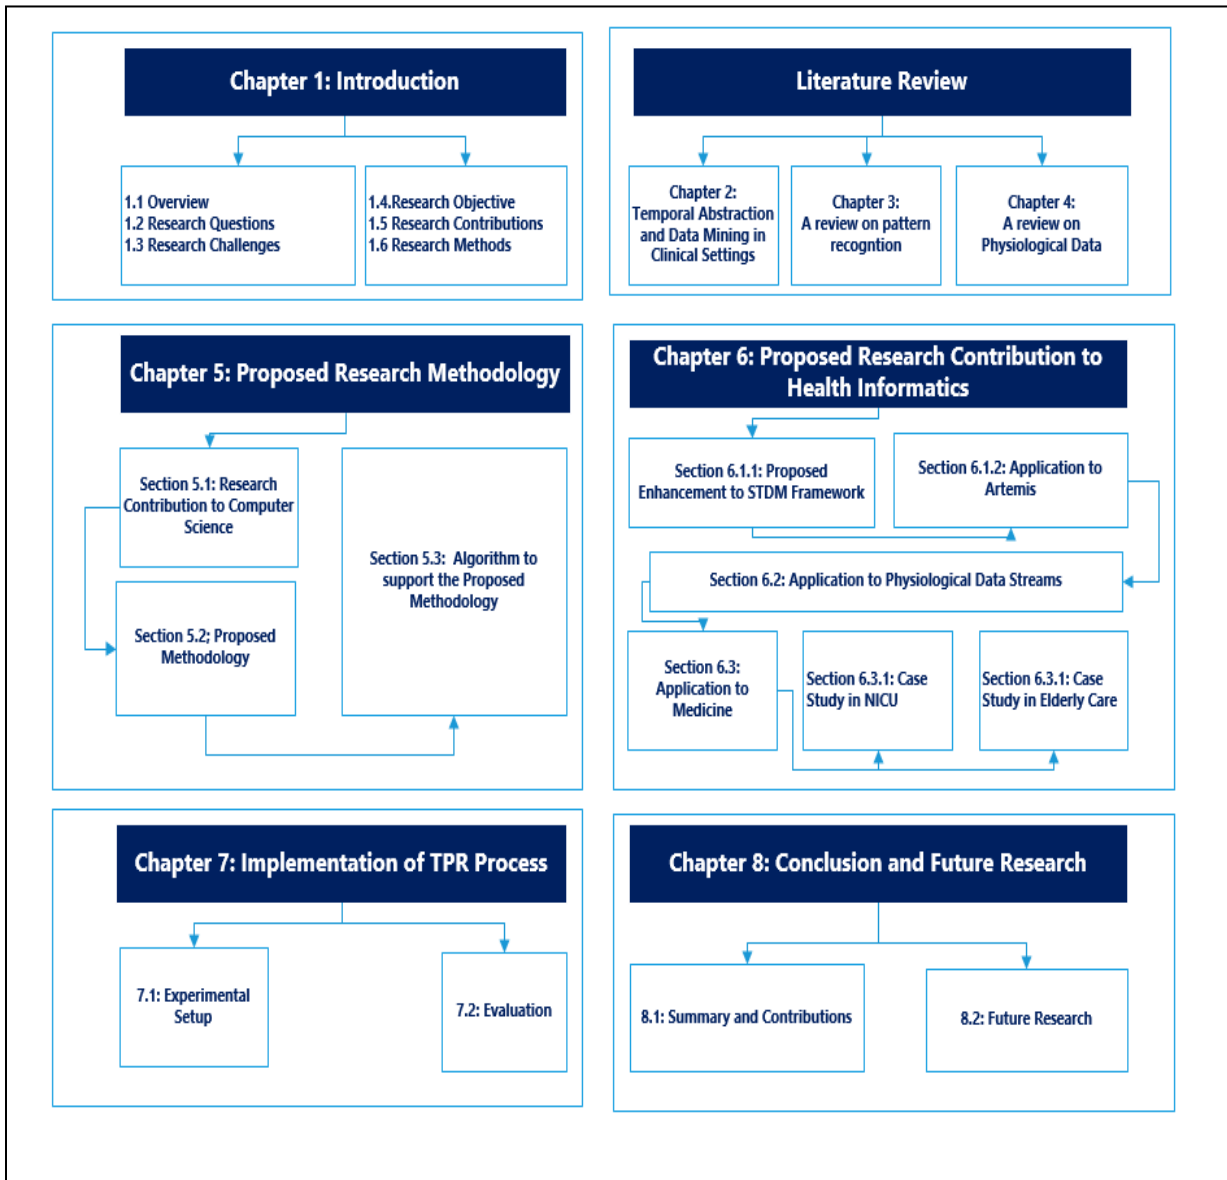 Chapter 1: Introduction
1.1 Overview
1.2 Research Questions
1.3 Research Challenges
1.4.Research Objective
1.5 Research Contributions
1.6 Research Methods
Literature Review
Chapter 2:
Temporal Abstraction
and Data Mining in
Clinical Settings
Chapter 3:
A review on pattern
recogntion
Chapter 4:
A review on
Physiological Data
Chapter 5: Proposed Research Methodology
Section 5.1: Research
Contribution to Computer
Science
Section 5.2; Proposed
Methodology
Section 5.3:  Algorithm to
support the Proposed
Methodology
Chapter 6: Proposed Research Contribution to
Health Informatics
Section 6.1.1: Proposed
Enhancement to STDM Framework
Section 6.1.2: Application to
Artemis
Section 6.2: Application to Physiological Data Streams
Section 6.3:
Application to
Medicine
Section 6.3.1: Case
Study in NICU
Section 6.3.1: Case
Study in Elderly Care
Chapter 7: Implementation of TPR Process
7.1: Experimental
Setup
7.2: Evaluation
Chapter 8: Conclusion and Future Research
8.1: Summary and Contributions
8.2: Future Research